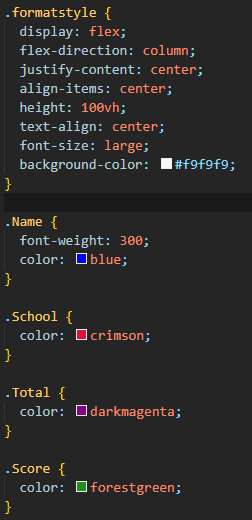 .formatstyle {
  display: flex;
  flex-direction: column;
  justify-content: center;
  align-items: center;
  height: 100vh;
  text-align: center;
  font-size: large;
  background-color: #f9f9f9;
}

.Name {
  font-weight: 300;
  color: blue;
}

.School {
  color: crimson;
}

.Total {
  color: darkmagenta;
}

.Score {
  color: forestgreen;